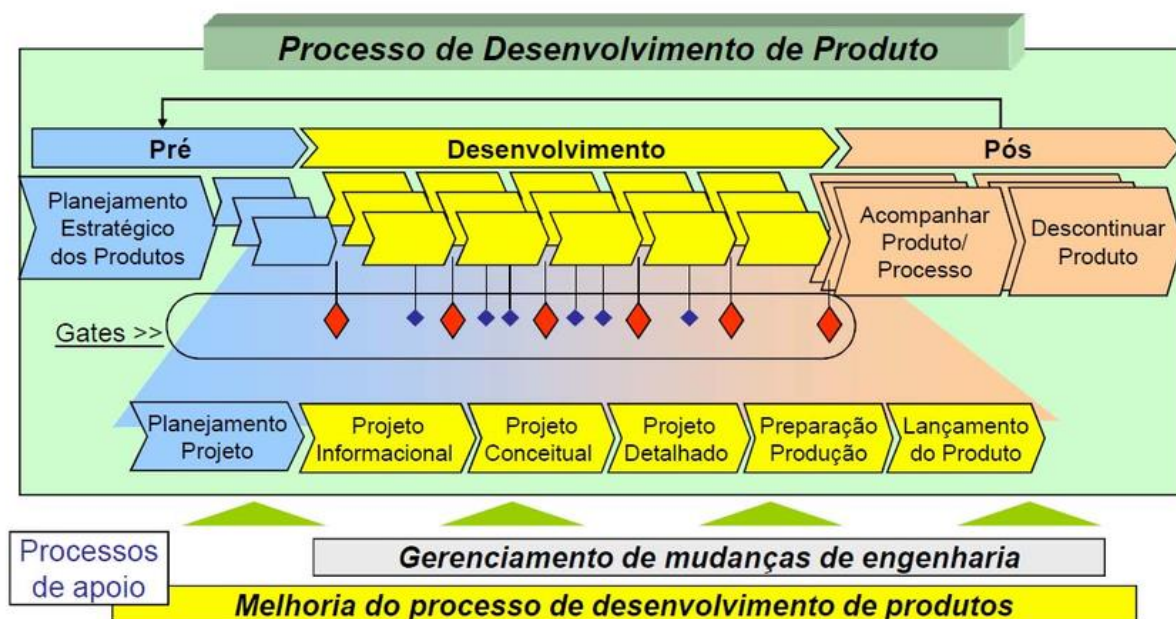 Processo de Desenvolvimento de Produto
Pré
Desenvolvimento
Pós
Planejamento
Estratégico
dos Produtos
Acompanhar
Produto/
Processo
Descontinuar
Produto
Gates >>
Planejamento
Projeto
Projeto
Informacional
Projeto
Conceitual
Projeto
Detalhado
Preparação
Produção
Lançamento
do Produto
Processos
de apoio
Gerenciamento de mudanças de engenharia
Melhoria do processo de desenvolvimento de produtos